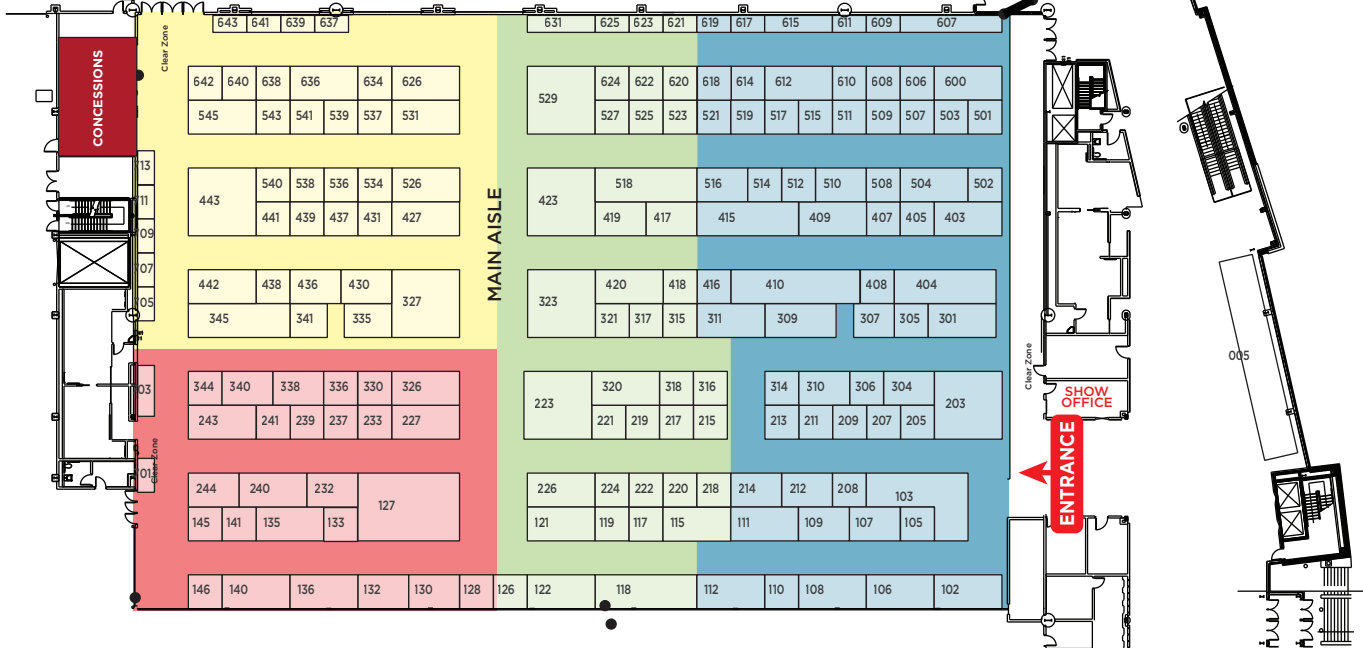 643 641 639 637 631 625 623 621 619 617 615 611 609 607
Clear Zone
CONCESSIONS
642 640 638 636 634 626 624 622 620 618 614 612 610 608 606 600
529
545 543 541 539 537 531 527 525 523 521 519 517 515 511 509 507 503 501
13
540 538 536 534 526 518 516 514 512 510 508 504 502
443 423
11
441 439 437 431 427 419 417 415 409 407 405 403
09
MAIN AISLE
07
442 438 436 430 420 418 416 410 408 404
327 323
05
345 341 335 321 317 315 311 309 307 305 301
Clear Zone
005
03
344 340 338 336 330 326 320 318 316 314 310 306 304
223 203
243 241 239 237 233 227 221 219 217 215 213 211 209 207 205
SHOW
OFFICE
ENTRANCE
01
Clear Zone
244 240 232 226 224 222 220 218 214 212 208
127 103
145 141 135 133 121 119 117 115 111 109 107 105
146 140 136 132 130 128 126 122 118 112 110 108 106 102